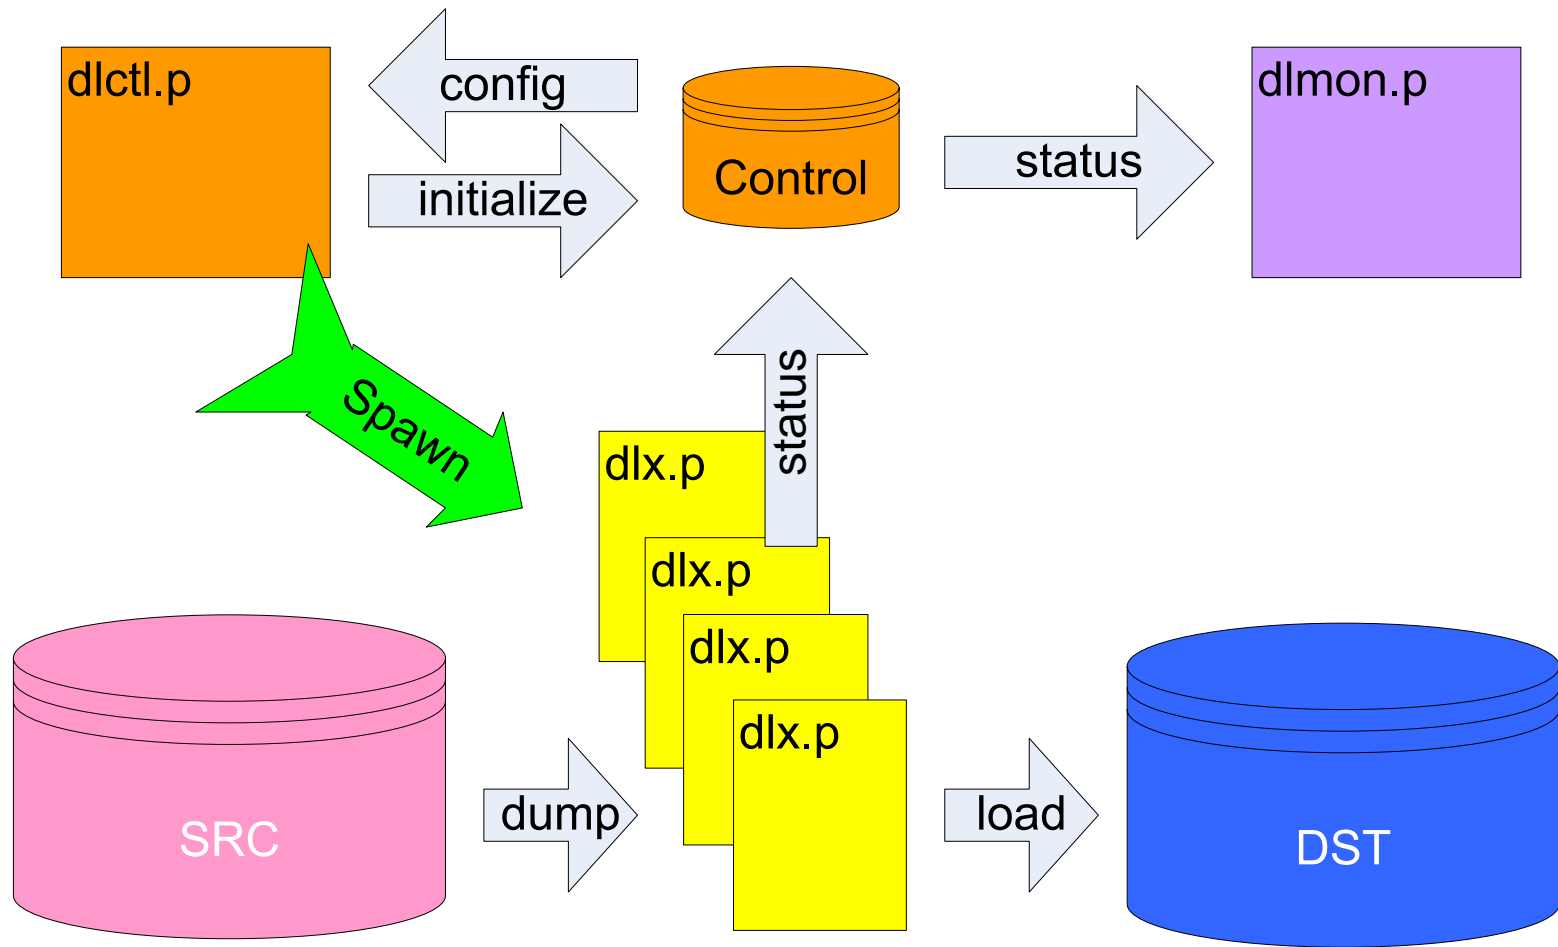 dlctl.p
config
initialize
Control
status
dlmon.p
Spawn
status
dlx.p
dlx.p
dlx.p
dlx.p
SRC
dump
load
DST